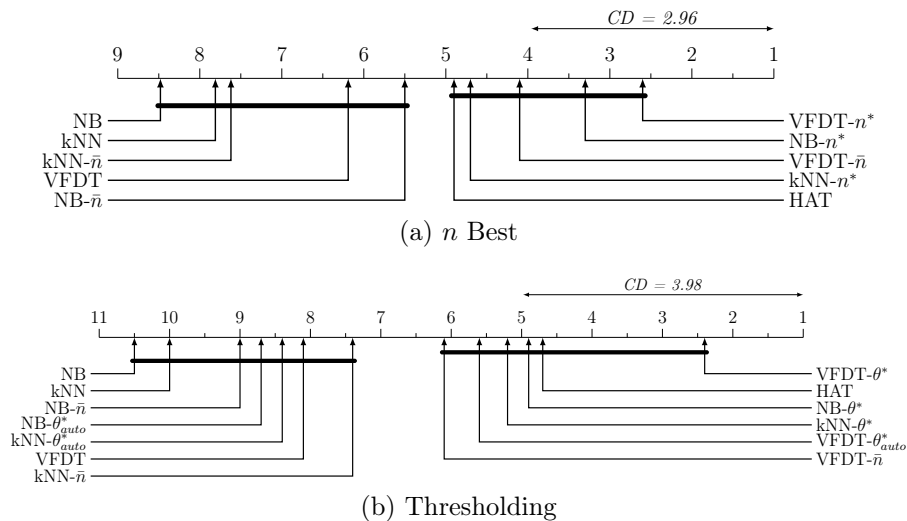 CD = 2.96
9 8 7 6 5 4 3 2 1
NB VFDT-n*
kNN NB-n*
kNN-n̄ VFDT-n̄
VFDT kNN-n*
NB-n̄ HAT
(a) n Best
CD = 3.98
11 10 9 8 7 6 5 4 3 2 1
NB VFDT-θ*
kNN HAT
NB-n̄ NB-θ*
NB-θ*auto kNN-θ*
kNN-θ*auto VFDT-θ*auto
VFDT VFDT-n̄
kNN-n̄
(b) Thresholding